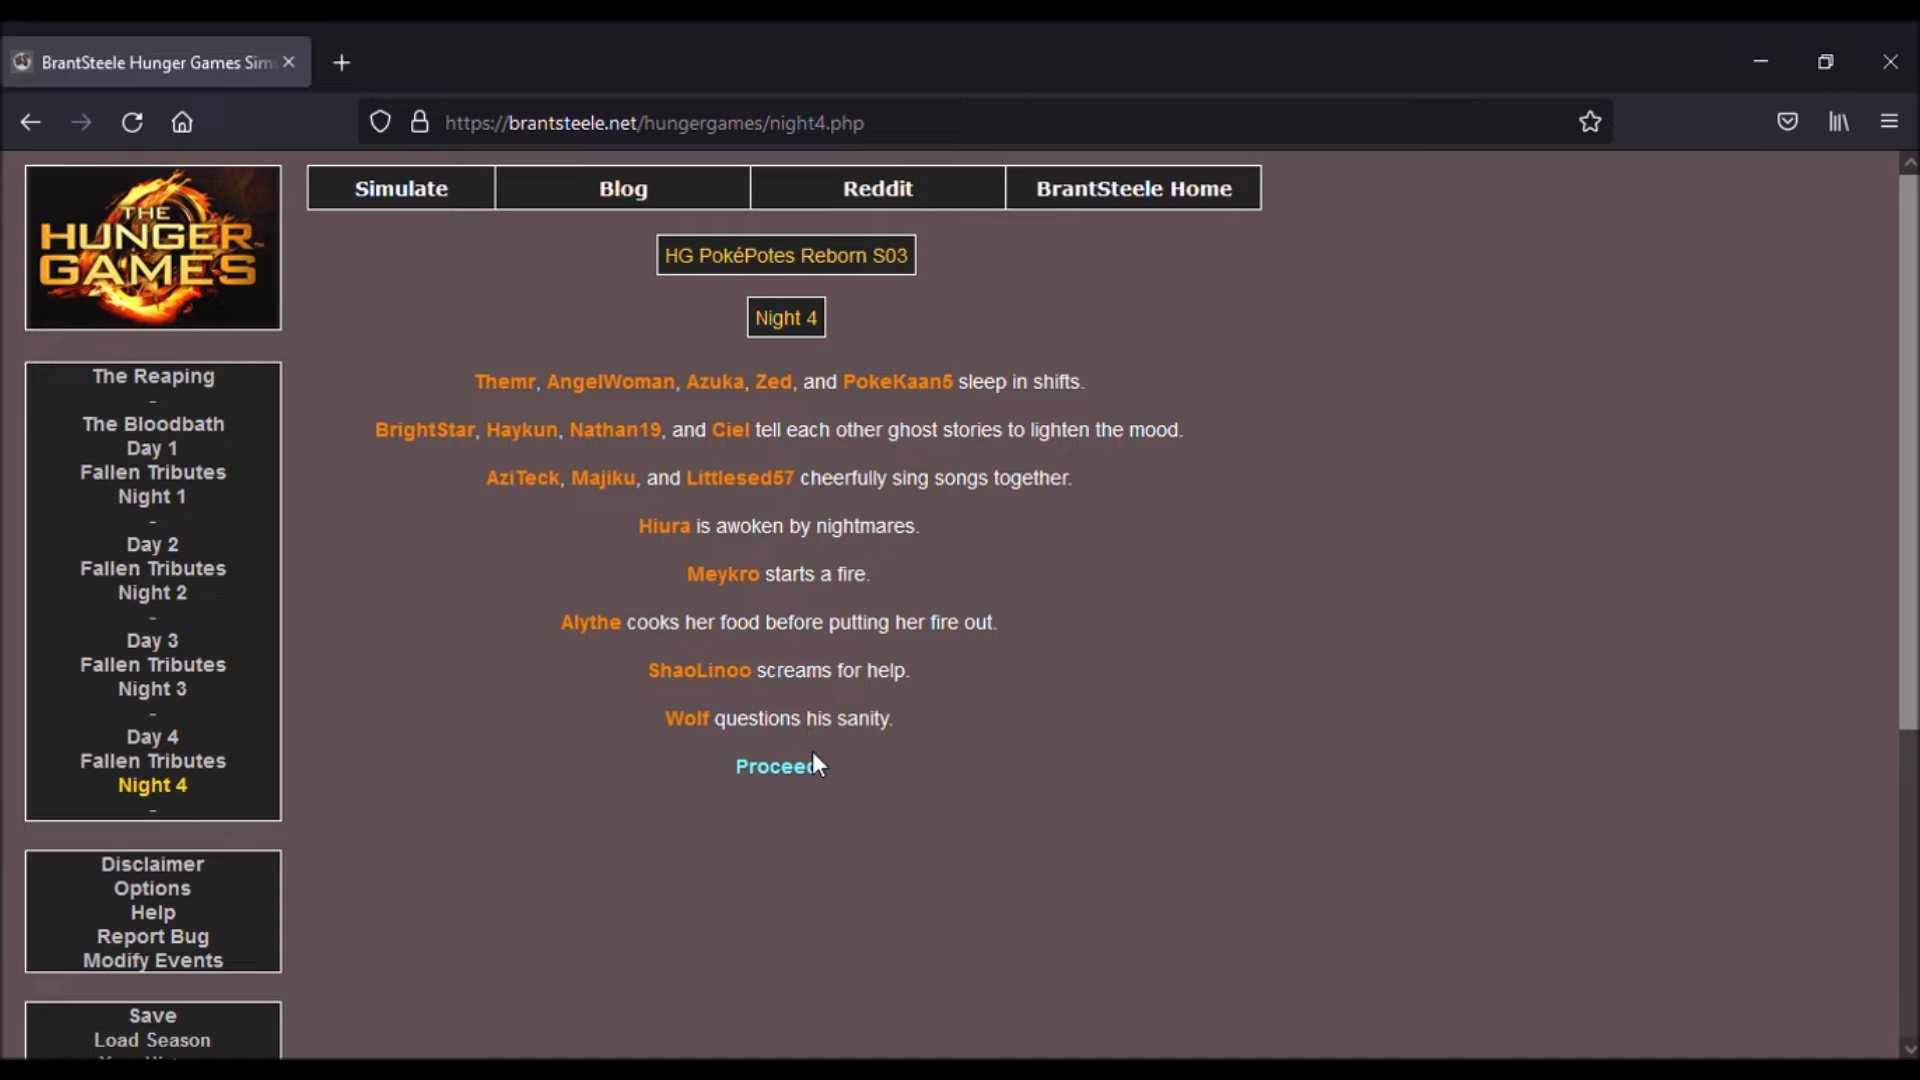 BrantSteele Hunger Games Sim
https://brantsteele.net/hungergames/night4.php
THE
HUNGER
GAMES
Simulate
Blog
Reddit
BrantSteele Home
HG PokéPotes Reborn S03
Night 4
Themr, AngelWoman, Azuka, Zed, and PokeKaan5 sleep in shifts.
BrightStar, Haykun, Nathan19, and Ciel tell each other ghost stories to lighten the mood.
AziTeck, Majiku, and Littlesed57 cheerfully sing songs together.
Hiura is awoken by nightmares.
Meykro starts a fire.
Alythe cooks her food before putting her fire out.
ShaoLinoo screams for help.
Wolf questions his sanity.
Proceed
The Reaping
-
The Bloodbath
Day 1
Fallen Tributes
Night 1
-
Day 2
Fallen Tributes
Night 2
-
Day 3
Fallen Tributes
Night 3
-
Day 4
Fallen Tributes
Night 4
-
Disclaimer
Options
Help
Report Bug
Modify Events
Save
Load Season